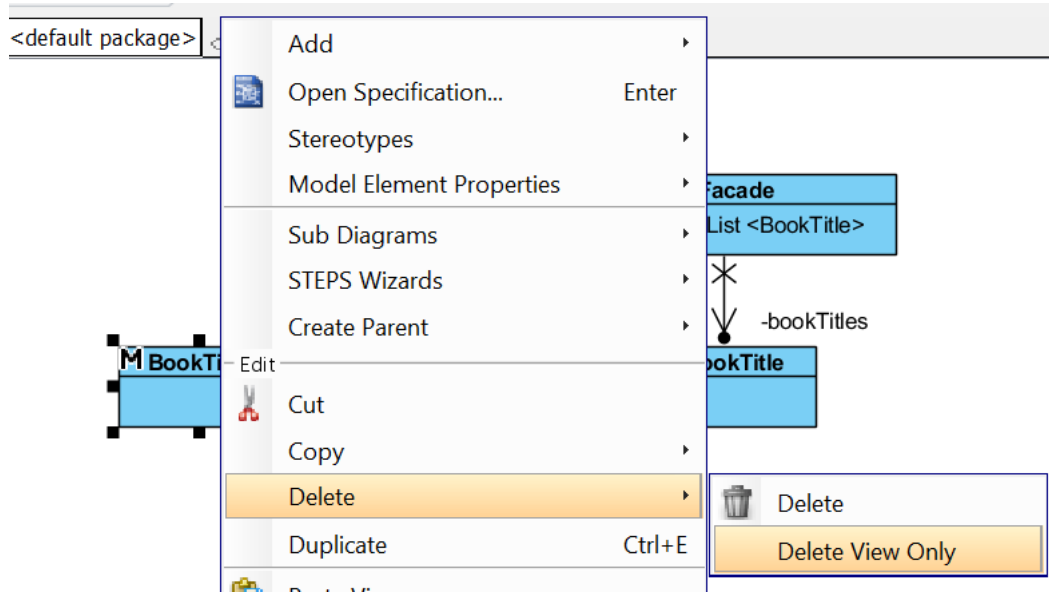 <default package>
Add
Open Specification... Enter
Stereotypes
Model Element Properties
Facade
List <BookTitle>
Sub Diagrams
STEPS Wizards
-bookTitles
Create Parent
M BookTi
Edit
ookTitle
Cut
Copy
Delete
Delete
Duplicate Ctrl+E
Delete View Only